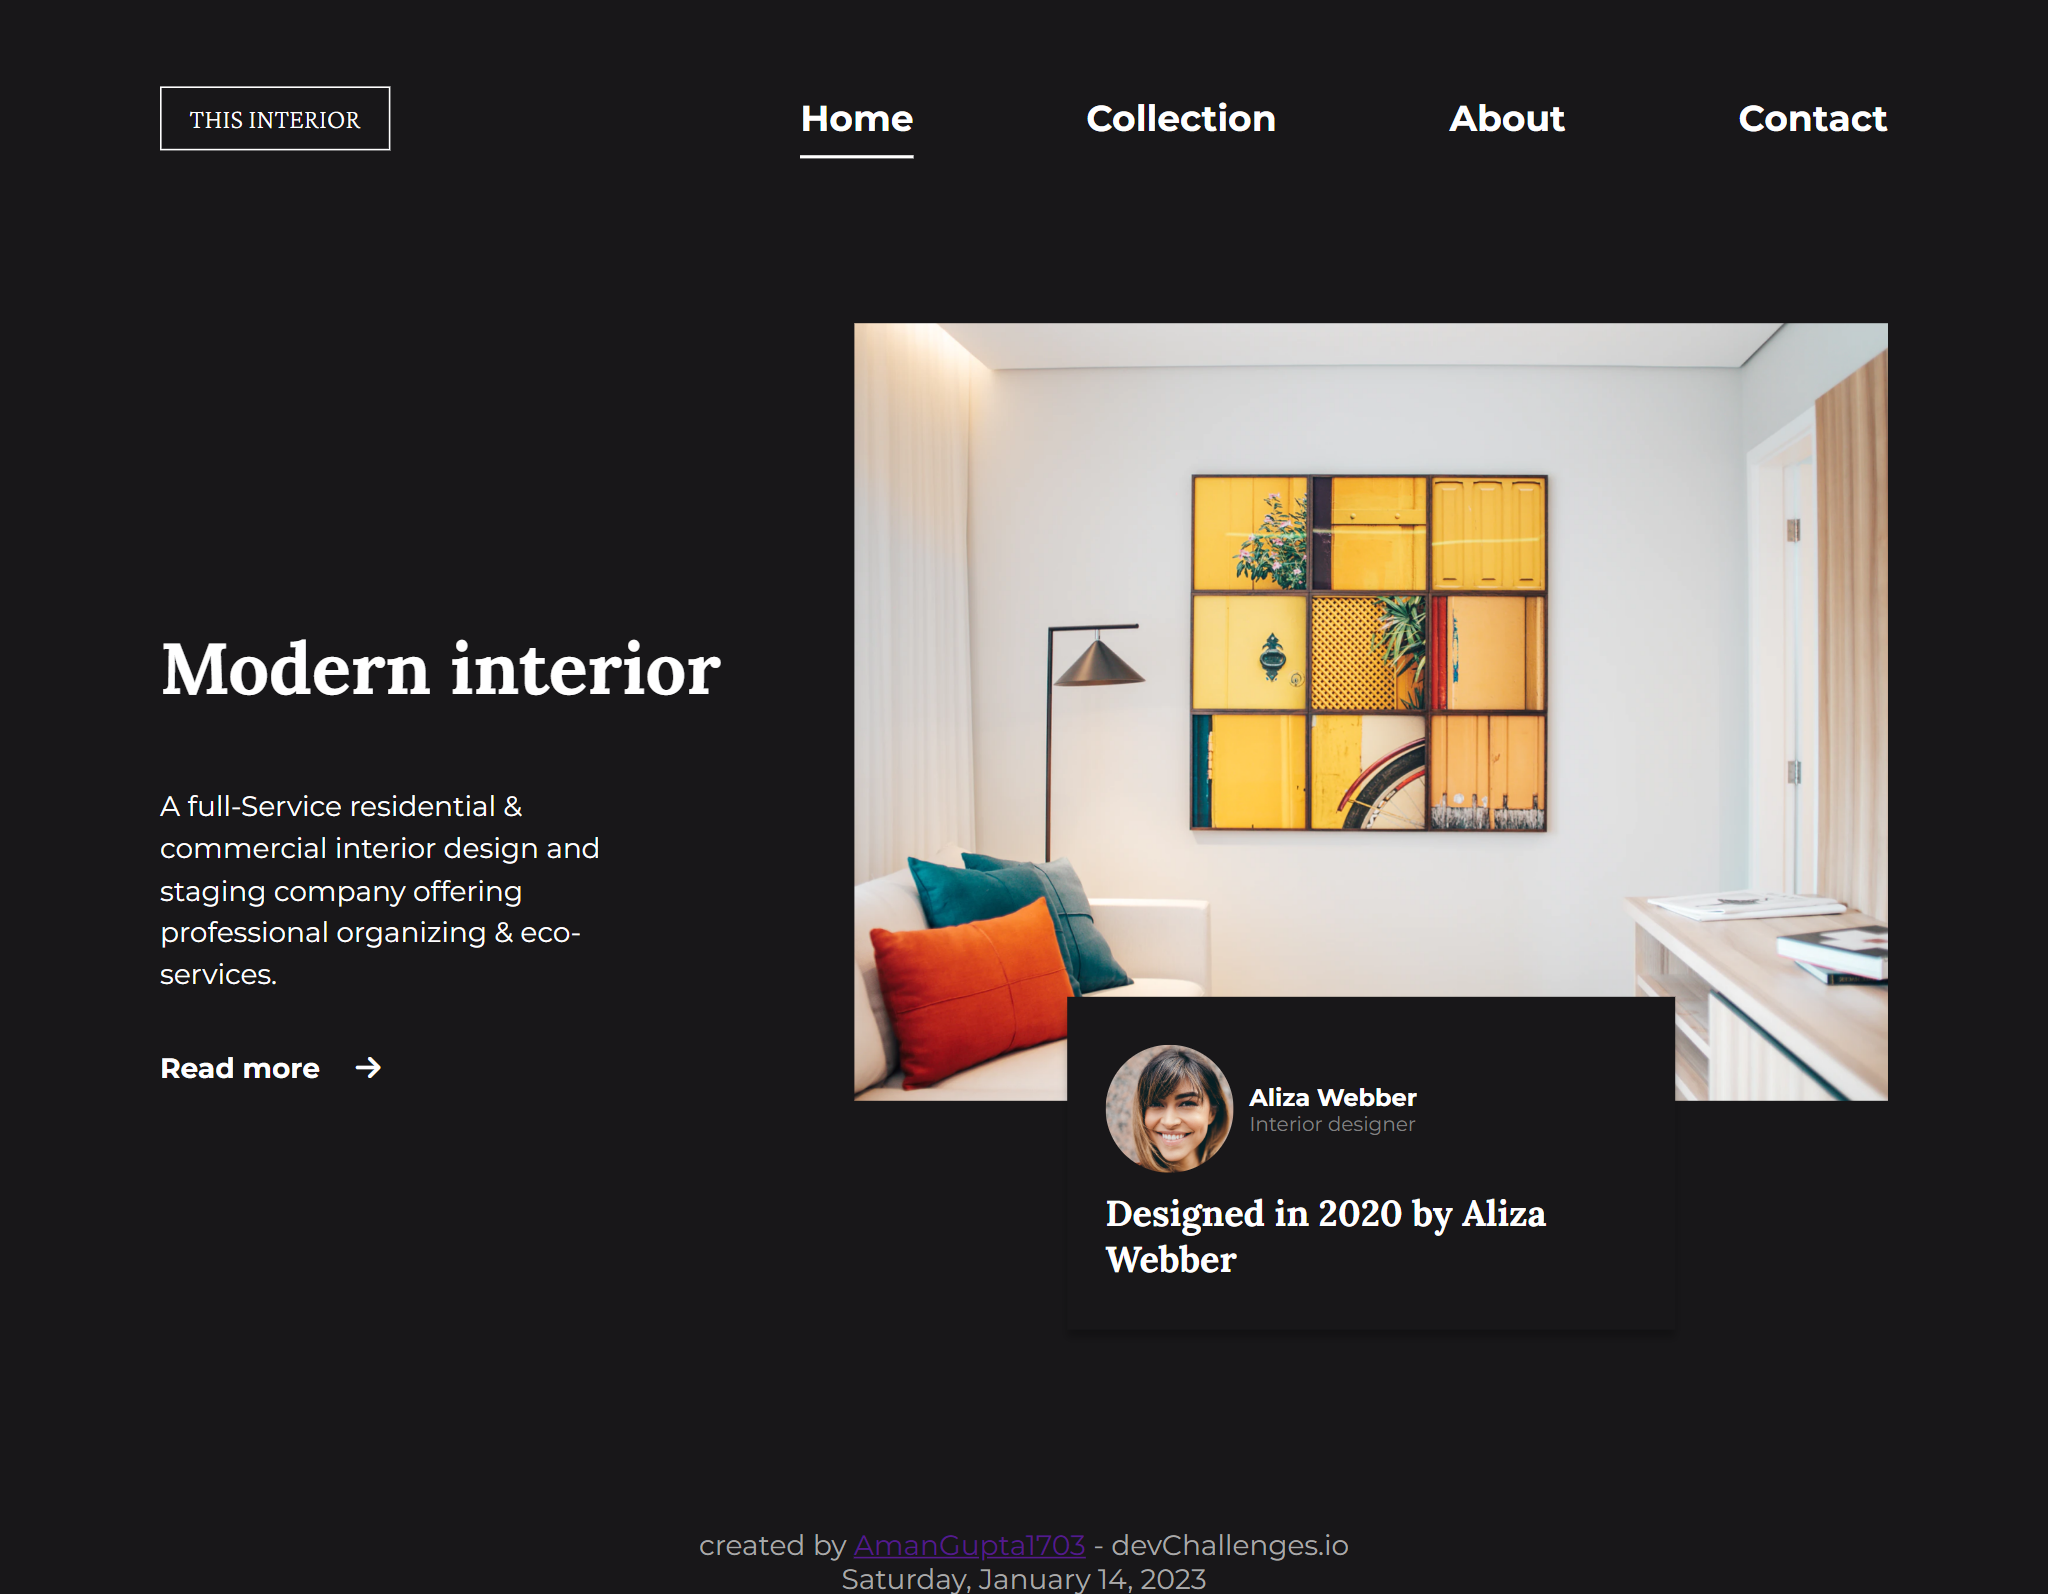 THIS INTERIOR
Home
Collection
About
Contact
Modern interior
A full-Service residential &
commercial interior design and
staging company offering
professional organizing & eco-
services.
Read more
Aliza Webber
Interior designer
Designed in 2020 by Aliza
Webber
created by AmanGupta1703 - devChallenges.io
Saturday, January 14, 2023